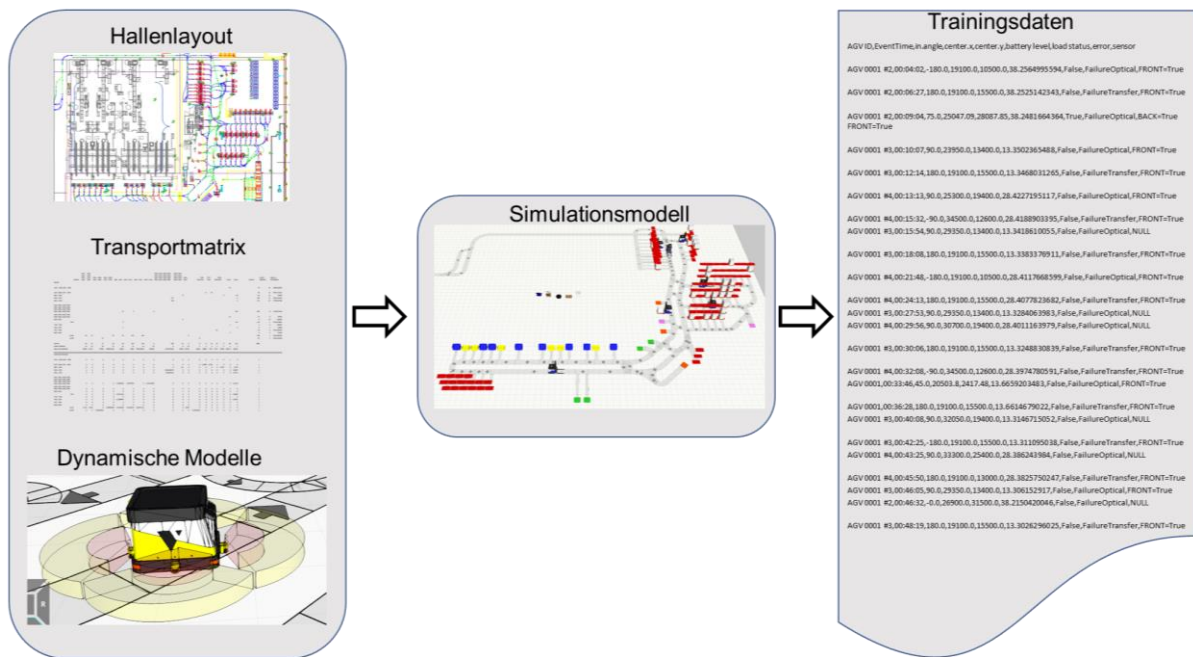 Hallenlayout
Transportmatrix
Dynamische Modelle
Simulationsmodell
Trainingsdaten
AGV ID,EventTime,in.angle,center.x,center.y,battery level,load status,error,sensor
AGV 0001 #2,00:04:02,-180.0,19100.0,10500.0,38.2564995594,False,FailureOptical,FRONT=True
AGV 0001 #2,00:06:27,180.0,19100.0,15500.0,38.2525142343,False,FailureTransfer,FRONT=True
AGV 0001 #2,00:09:04,75.0,25047.09,28087.85,38.2481664364,True,FailureOptical,BACK=True
FRONT=True
AGV 0001 #3,00:10:07,90.0,23950.0,13400.0,13.3502365488,False,FailureOptical,FRONT=True
AGV 0001 #3,00:12:14,180.0,19100.0,15500.0,13.3468031265,False,FailureTransfer,FRONT=True
AGV 0001 #4,00:13:13,90.0,25300.0,19400.0,28.4227195117,False,FailureOptical,FRONT=True
AGV 0001 #4,00:15:32,-90.0,34500.0,12600.0,28.4188903395,False,FailureTransfer,FRONT=True
AGV 0001 #3,00:15:54,90.0,29350.0,13400.0,13.3418610055,False,FailureOptical,NULL
AGV 0001 #3,00:18:08,180.0,19100.0,15500.0,13.3383376911,False,FailureTransfer,FRONT=True
AGV 0001 #4,00:21:48,-180.0,19100.0,10500.0,28.4117668599,False,FailureOptical,FRONT=True
AGV 0001 #4,00:24:13,180.0,19100.0,15500.0,28.4077823682,False,FailureTransfer,FRONT=True
AGV 0001 #3,00:27:53,90.0,29350.0,13400.0,13.3284063983,False,FailureOptical,NULL
AGV 0001 #4,00:29:56,90.0,30700.0,19400.0,28.4011163979,False,FailureOptical,NULL
AGV 0001 #3,00:30:06,180.0,19100.0,15500.0,13.3248830839,False,FailureTransfer,FRONT=True
AGV 0001 #4,00:32:08,-90.0,34500.0,12600.0,28.3974780591,False,FailureTransfer,FRONT=True
AGV 0001,00:33:46,45.0,20503.8,2417.48,13.6659203483,False,FailureOptical,FRONT=True
AGV 0001,00:36:28,180.0,19100.0,15500.0,13.6614679022,False,FailureTransfer,FRONT=True
AGV 0001 #3,00:40:08,90.0,32050.0,19400.0,13.3146715052,False,FailureOptical,NULL
AGV 0001 #3,00:42:25,-180.0,19100.0,15500.0,13.311095038,False,FailureTransfer,FRONT=True
AGV 0001 #4,00:43:25,90.0,33300.0,25400.0,28.386243984,False,FailureOptical,NULL
AGV 0001 #4,00:45:50,180.0,19100.0,13000.0,28.3825750247,False,FailureTransfer,FRONT=True
AGV 0001 #3,00:46:05,90.0,29350.0,13400.0,13.306152917,False,FailureOptical,FRONT=True
AGV 0001 #2,00:46:32,-0.0,26900.0,31500.0,38.2150420046,False,FailureOptical,NULL
AGV 0001 #3,00:48:19,180.0,19100.0,15500.0,13.3026296025,False,FailureTransfer,FRONT=True